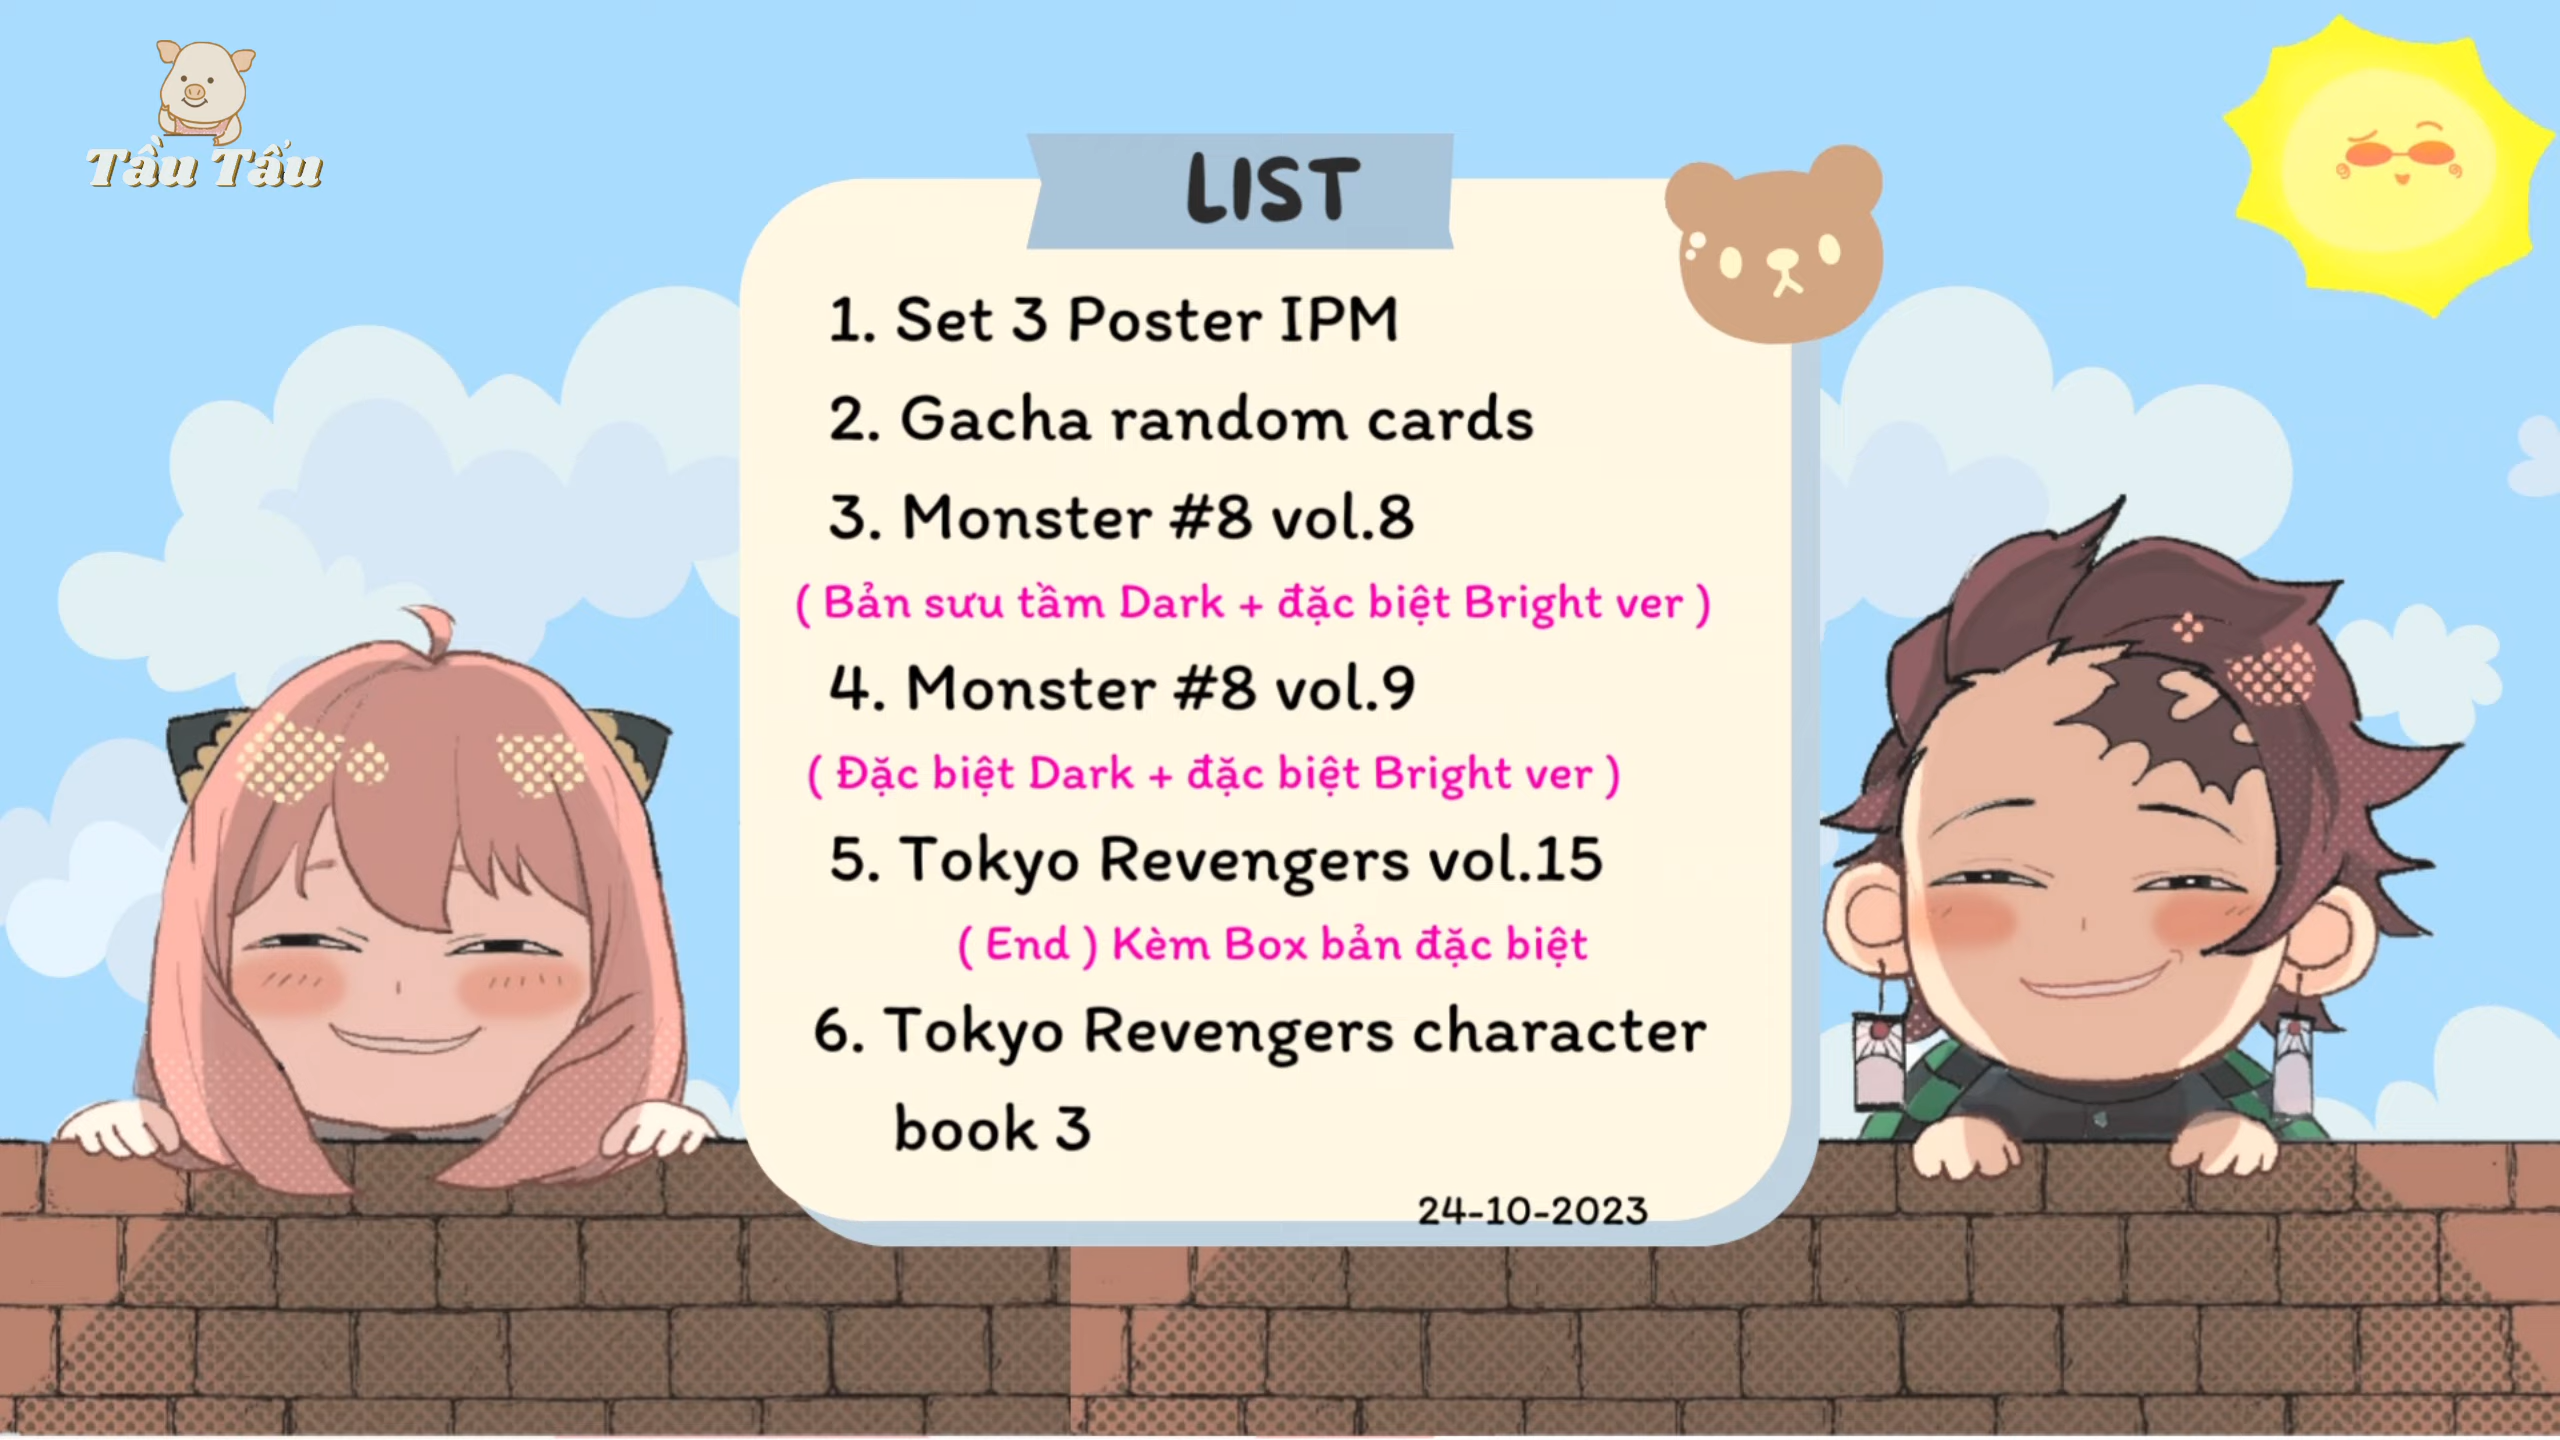 Tầu Tấu
LIST
1. Set 3 Poster IPM
2. Gacha random cards
3. Monster #8 vol.8
( Bản sưu tầm Dark + đặc biệt Bright ver )
4. Monster #8 vol.9
( Đặc biệt Dark + đặc biệt Bright ver )
5. Tokyo Revengers vol.15
( End ) Kèm Box bản đặc biệt
6. Tokyo Revengers character
book 3
24-10-2023